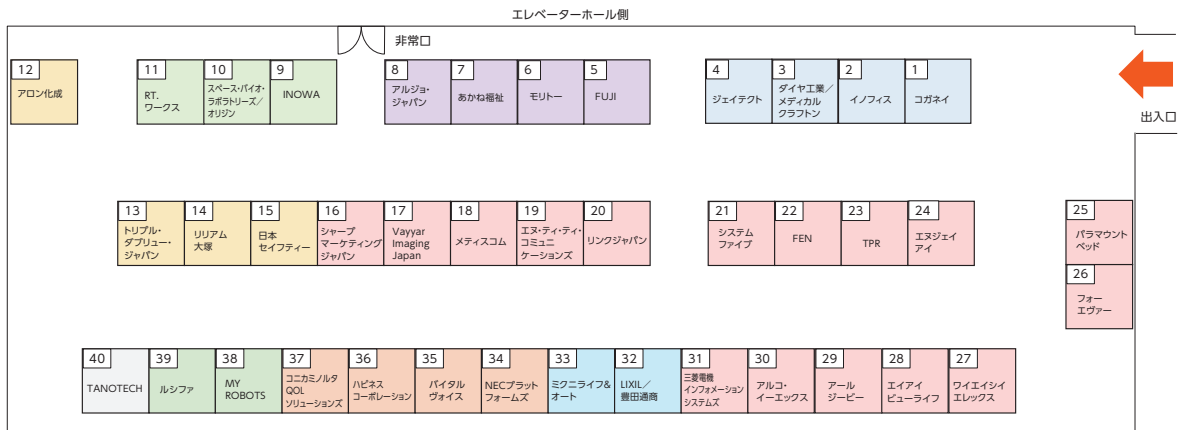 エレベーターホール側
非常口
出入口
12
アロン化成
11
RT.
ワークス
10
スペース・バイオ・
ラボラトリーズ／
オリジン
9
INOWA
8
アルジョ・
ジャパン
7
あかね福祉
6
モリトー
5
FUJI
4
ジェイテクト
3
ダイヤ工業／
メディカル
クラフトン
2
イノフィス
1
コガネイ
13
トリプル・
ダブリュー・
ジャパン
14
リリアム
大塚
15
日本
セイフティー
16
シャープ
マーケティング
ジャパン
17
Vayyar
Imaging
Japan
18
メティスコム
19
エヌ・ティ・ティ・
コミュニ
ケーションズ
20
リンクジャパン
21
システム
ファイブ
22
FEN
23
TPR
24
エヌジェイ
アイ
25
パラマウント
ベッド
26
フォー
エヴァー
40
TANOTECH
39
ルシファ
38
MY
ROBOTS
37
コニカミノルタ
QOL
ソリューションズ
36
ハピネス
コーポレーション
35
バイタル
ヴォイス
34
NECプラット
フォームズ
33
ミクニライフ&
オート
32
LIXIL／
豊田通商
31
三菱電機
インフォメーション
システムズ
30
アルコ・
イーエックス
29
アール
ジービー
28
エイアイ
ビューライフ
27
ワイエイシイ
エレックス